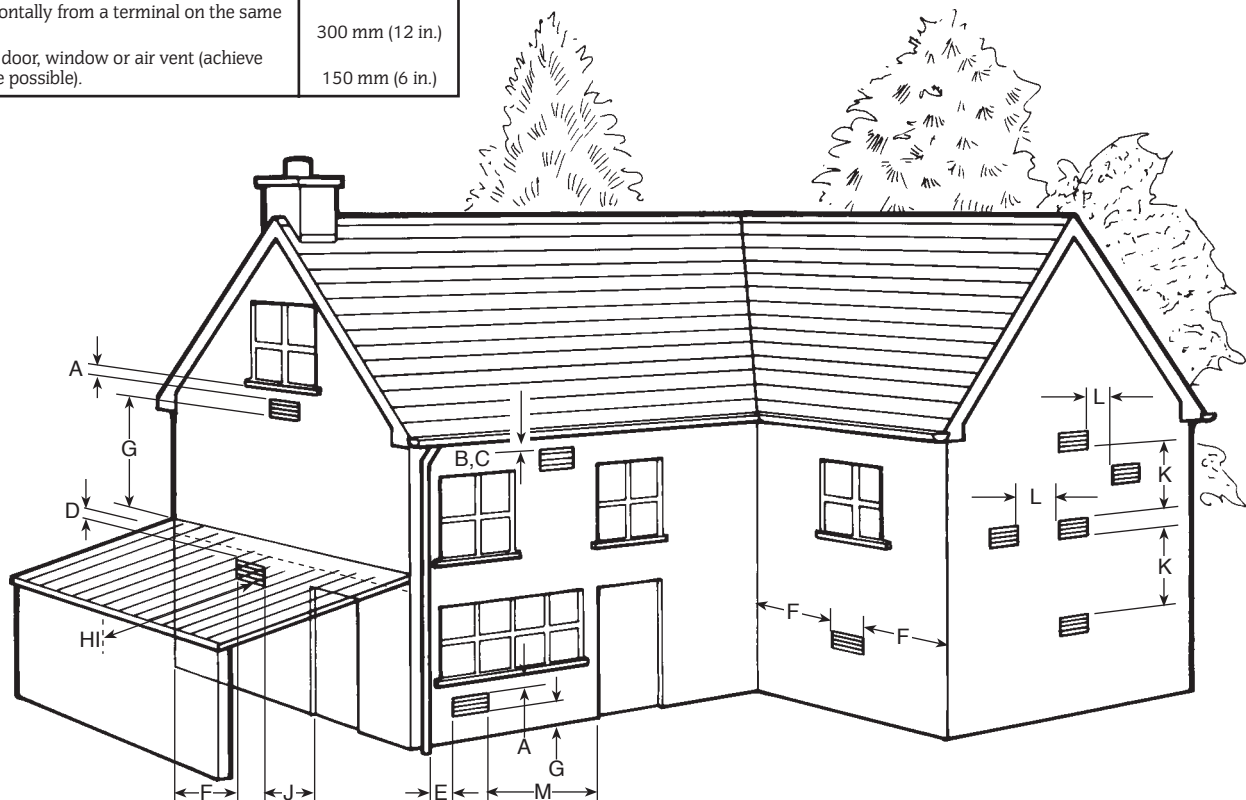 ontally from a terminal on the same
300 mm (12 in.)
door, window or air vent (achieve
e possible).
150 mm (6 in.)
A
G
D
B,C
L
K
L
K
HI
F
F
A
G
F
J
E
M